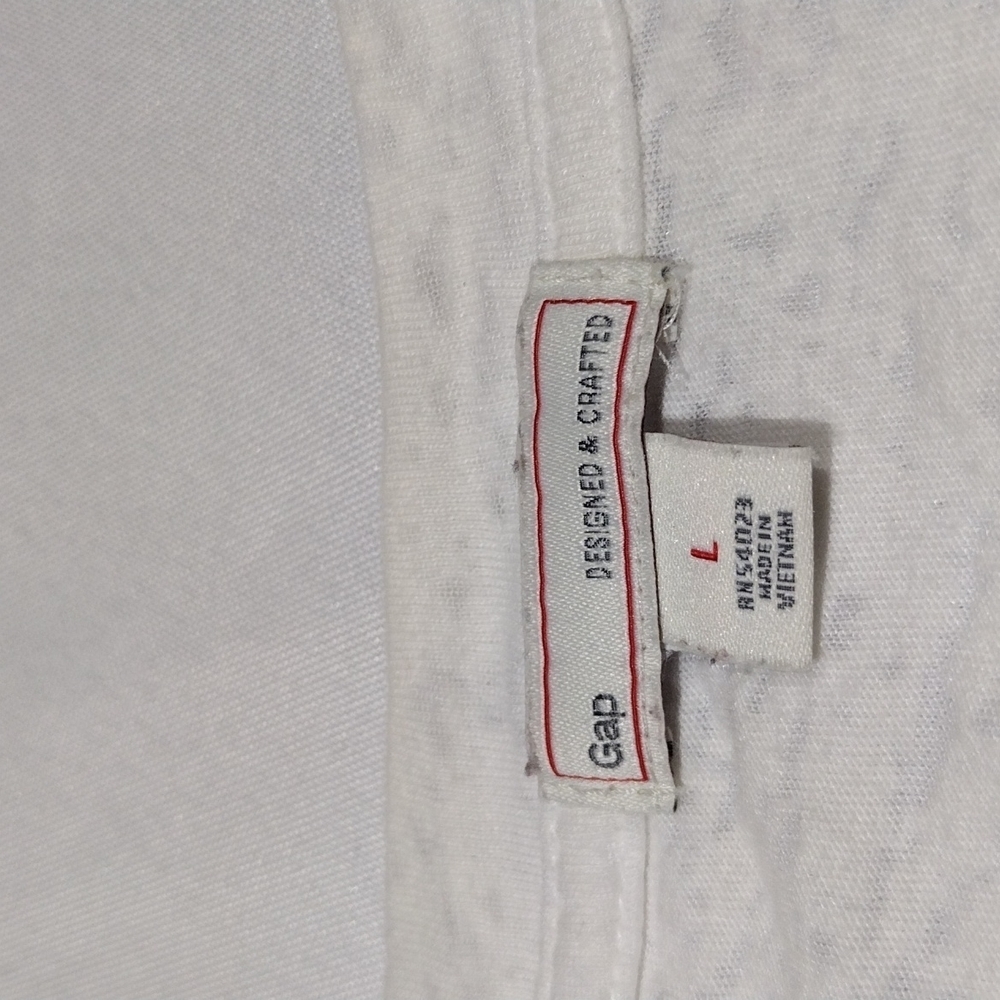 Gap DESIGNED & CRAFTED
L
RN54023
MADE IN
VIETNAM